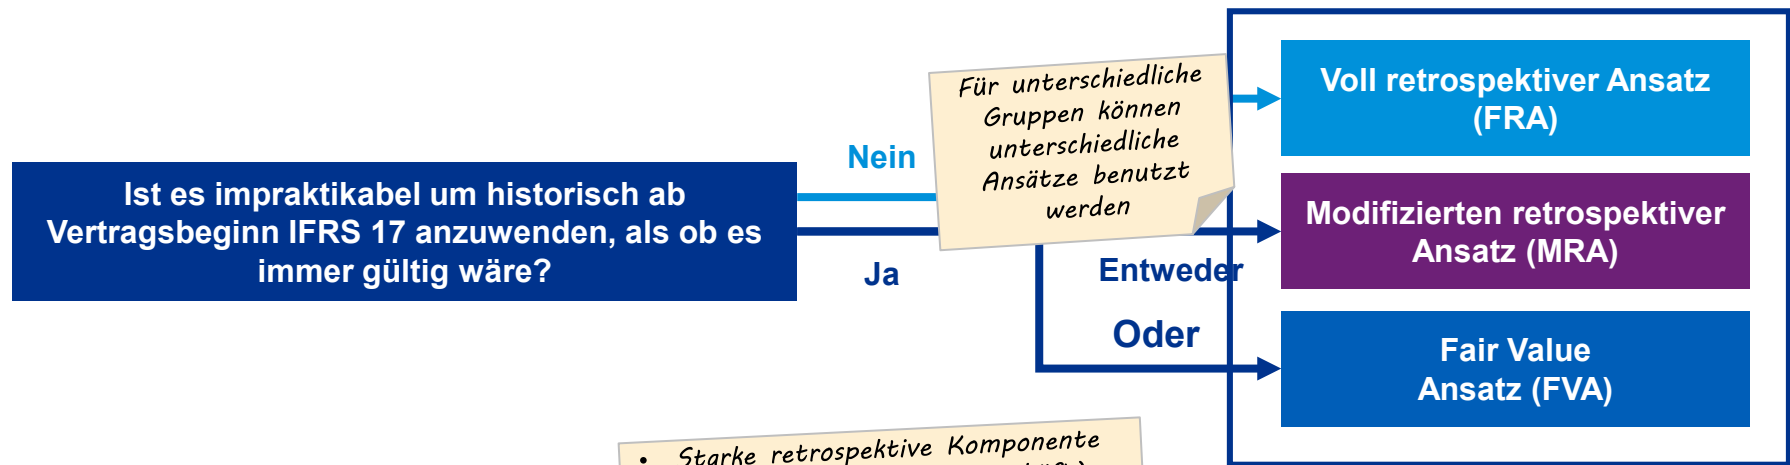 Ist es impraktikabel um historisch ab
Vertragsbeginn IFRS 17 anzuwenden, als ob es
immer gültig wäre?
Nein
Ja
Für unterschiedliche
Gruppen können
unterschiedliche
Ansätze benutzt
werden
Entweder
Oder
Voll retrospektiver Ansatz
(FRA)
Modifizierten retrospektiver
Ansatz (MRA)
Fair Value
Ansatz (FVA)
• Starke retrospektive Komponente